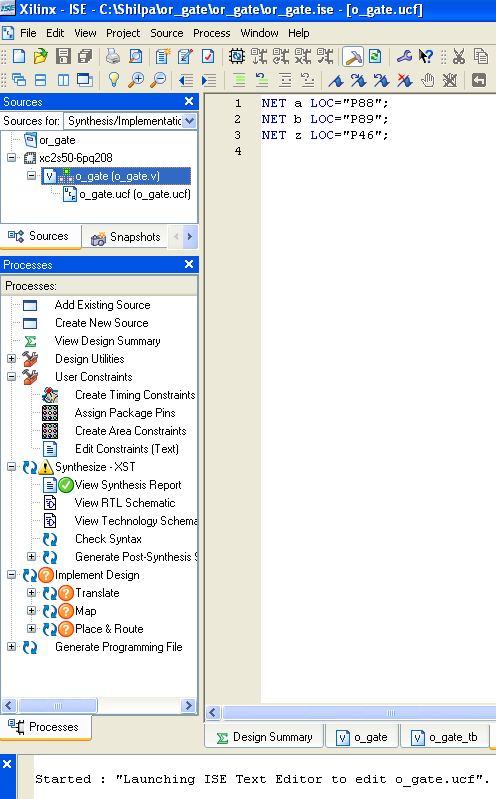 Xilinx - ISE - C:\Shilpa\or_gate\or_gate\or_gate.ise - [o_gate.ucf]
File Edit View Project Source Process Window Help
Sources
Sources for: Synthesis/Implementatic
or_gate
xc2s50-6pq208
o_gate (o_gate.v)
o_gate.ucf (o_gate.ucf)
Sources Snapshots
1 NET a LOC="P88";
2 NET b LOC="P89";
3 NET z LOC="P46";
4
Processes
Processes:
Add Existing Source
Create New Source
View Design Summary
Design Utilities
User Constraints
Create Timing Constraints
Assign Package Pins
Create Area Constraints
Edit Constraints (Text)
Synthesize - XST
View Synthesis Report
View RTL Schematic
View Technology Schema
Check Syntax
Generate Post-Synthesis S
Implement Design
Translate
Map
Place & Route
Generate Programming File
Processes
Design Summary o_gate o_gate_tb
Started : "Launching ISE Text Editor to edit o_gate.ucf".